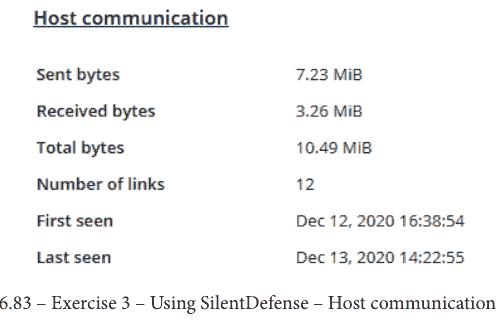 Host communication
Sent bytes 7.23 MiB
Received bytes 3.26 MiB
Total bytes 10.49 MiB
Number of links 12
First seen Dec 12, 2020 16:38:54
Last seen Dec 13, 2020 14:22:55
6.83 – Exercise 3 – Using SilentDefense – Host communication